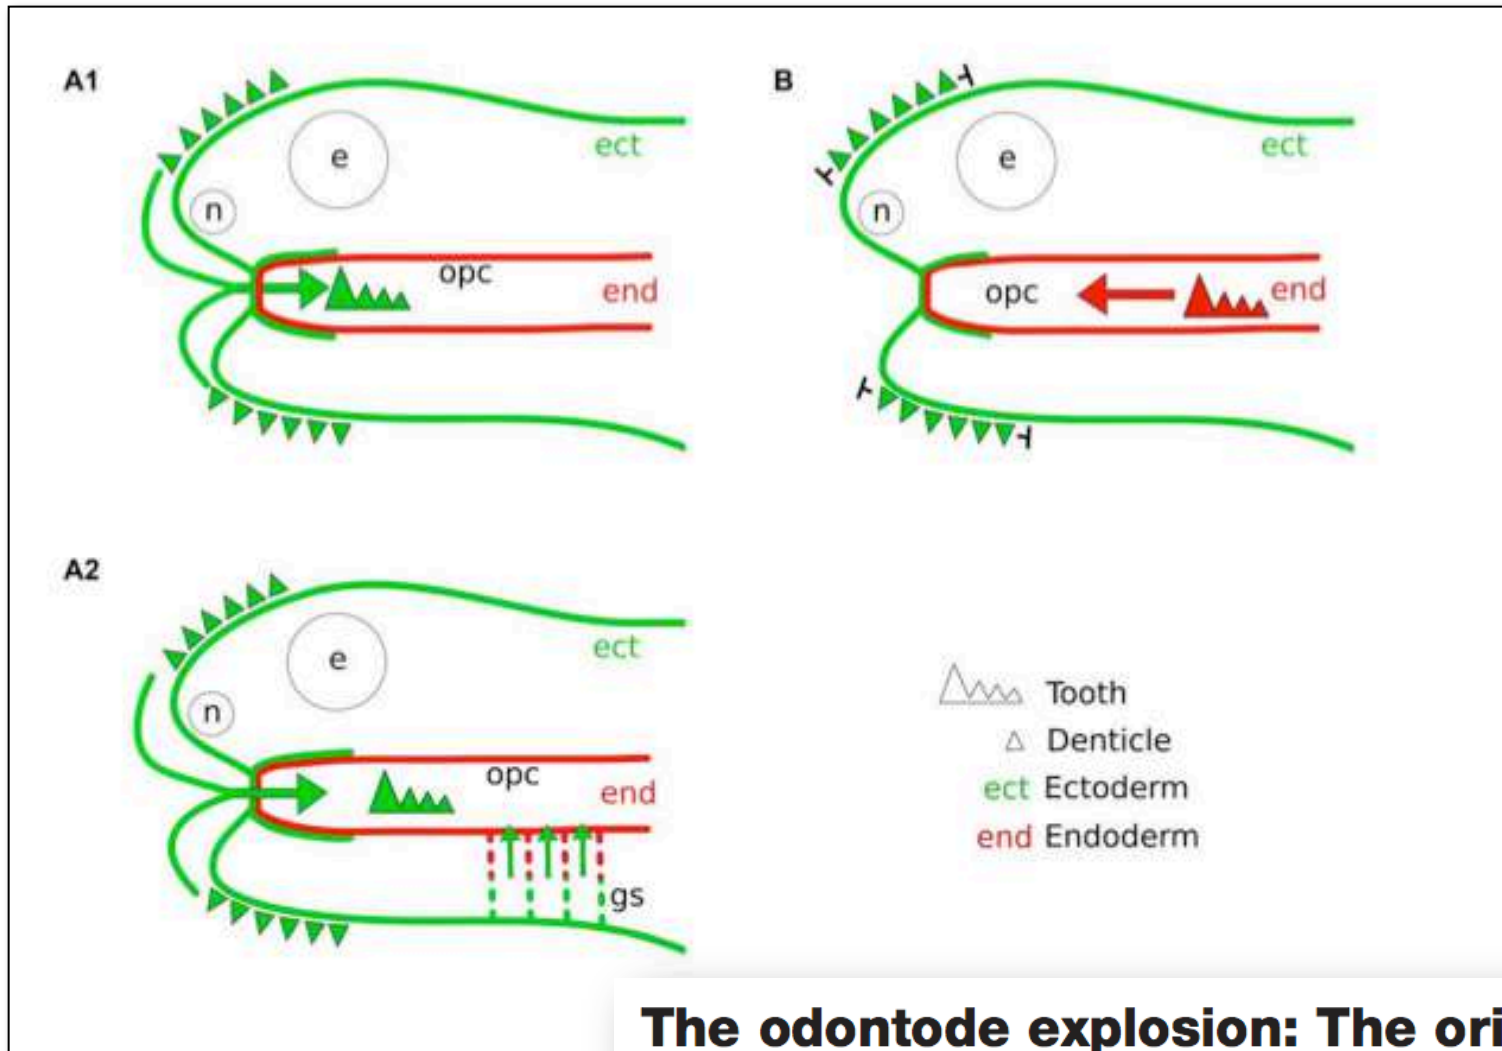 A1
ect
e
n
opc
end
B
ect
e
n
opc
end
A2
ect
e
n
opc
end
gs
Tooth
Denticle
ect Ectoderm
end Endoderm
The odontode explosion: The ori